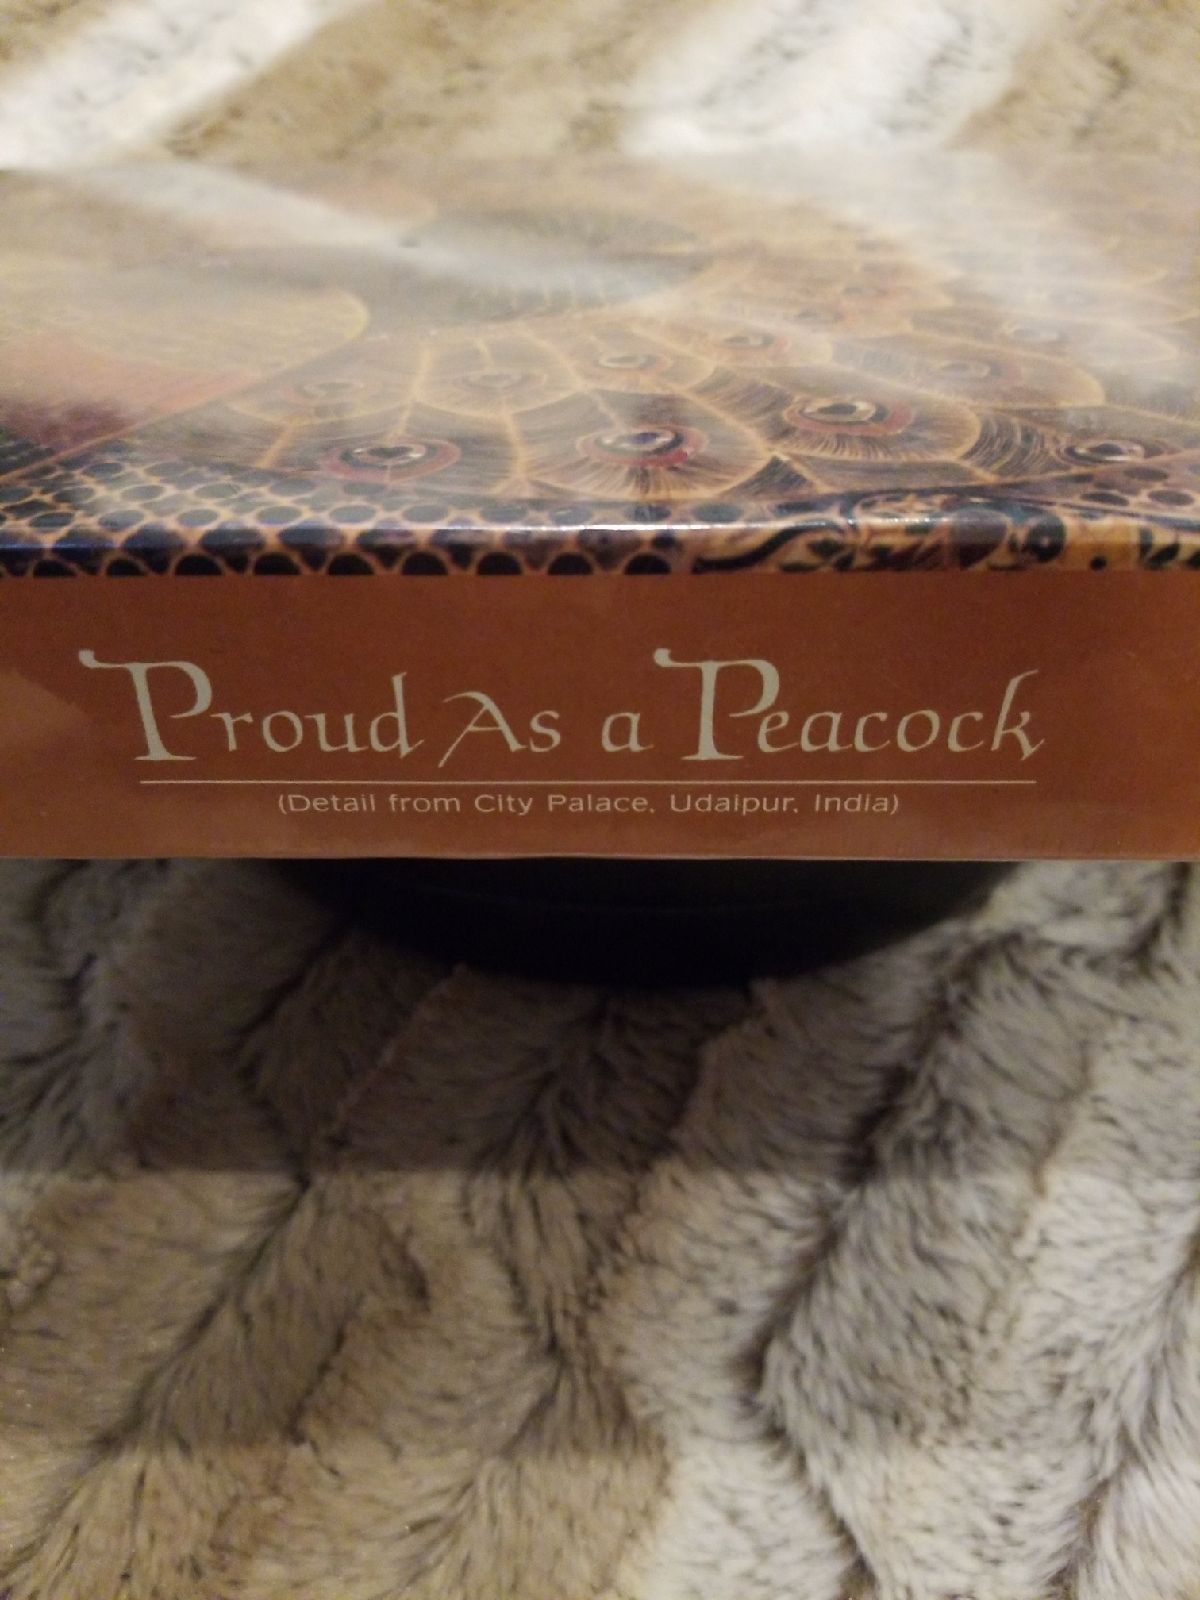 Proud As a Peacock
(Detail from City Palace, Udaipur, India)